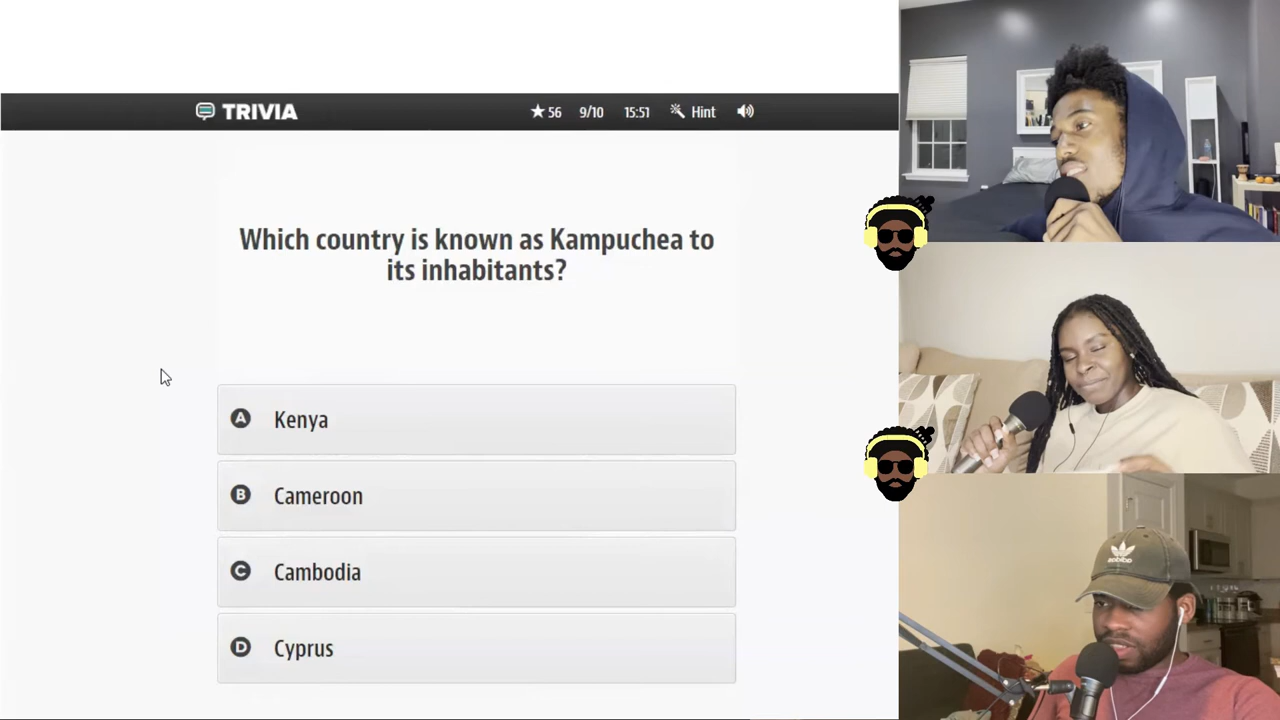 TRIVIA
56
9/10
15:51
Hint
Which country is known as Kampuchea to
its inhabitants?
A Kenya
B Cameroon
C Cambodia
D Cyprus